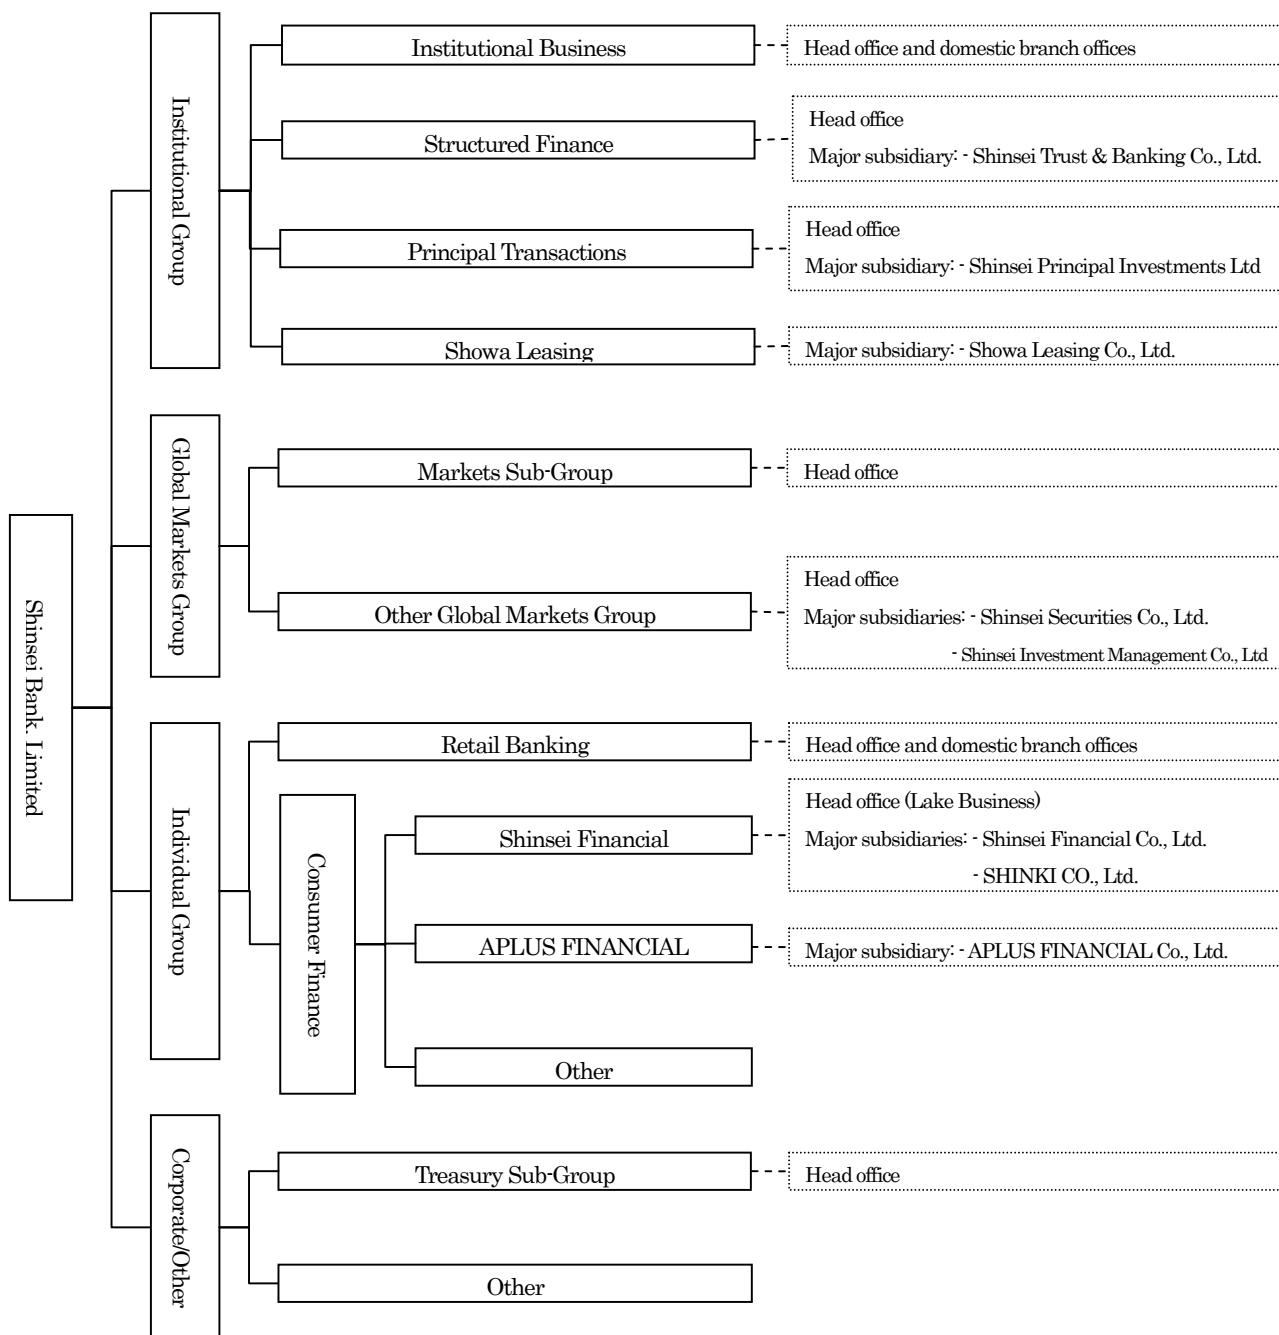 Shinsei Bank. Limited
Institutional Group
Institutional Business
Head office and domestic branch offices
Structured Finance
Head office
Major subsidiary: - Shinsei Trust & Banking Co., Ltd.
Principal Transactions
Head office
Major subsidiary: - Shinsei Principal Investments Ltd
Showa Leasing
Major subsidiary: - Showa Leasing Co., Ltd.
Global Markets Group
Markets Sub-Group
Head office
Other Global Markets Group
Head office
Major subsidiaries: - Shinsei Securities Co., Ltd.
- Shinsei Investment Management Co., Ltd
Individual Group
Retail Banking
Head office and domestic branch offices
Consumer Finance
Shinsei Financial
Head office (Lake Business)
Major subsidiaries: - Shinsei Financial Co., Ltd.
- SHINKI CO., Ltd.
APLUS FINANCIAL
Major subsidiary: - APLUS FINANCIAL Co., Ltd.
Other
Corporate/Other
Treasury Sub-Group
Head office
Other